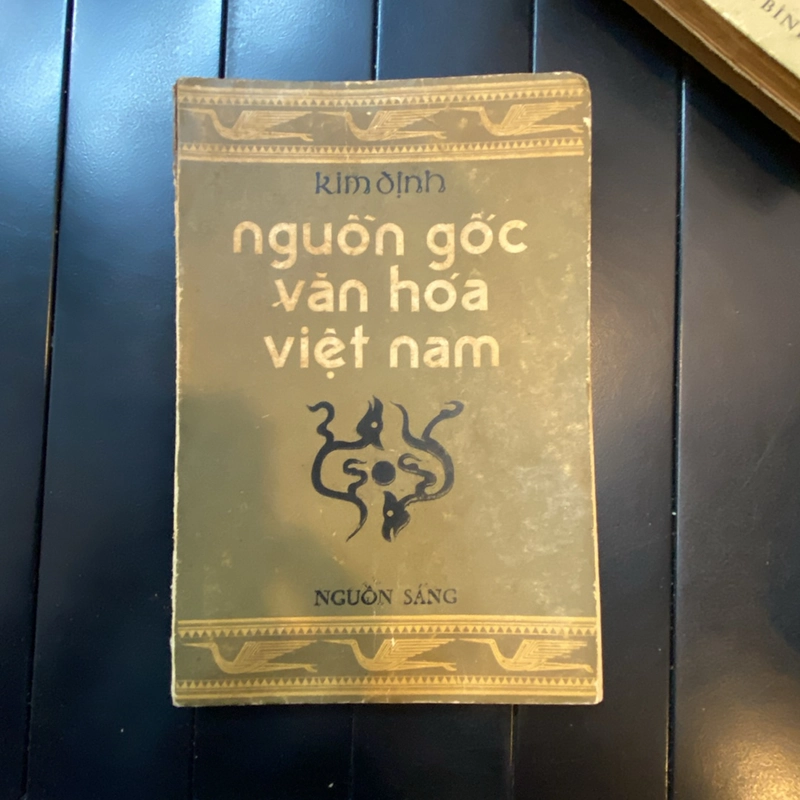 kim định
nguồn gốc
văn hóa
việt nam
NGUỒN SÁNG